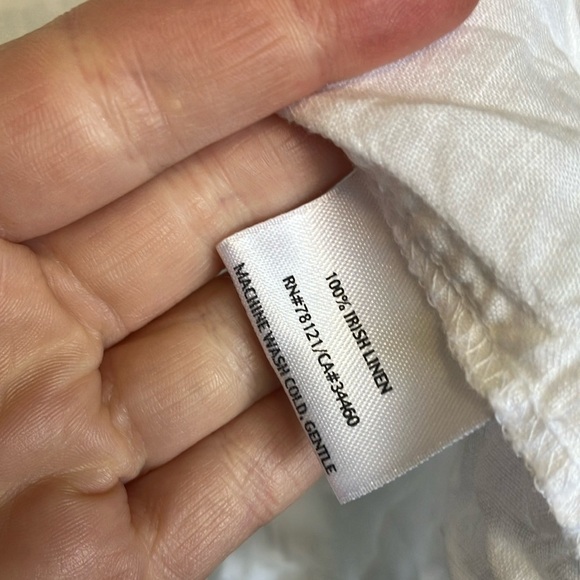 100% IRISH LINEN
RN#78121/CA#34460
MACHINE WASH COLD, GENTLE